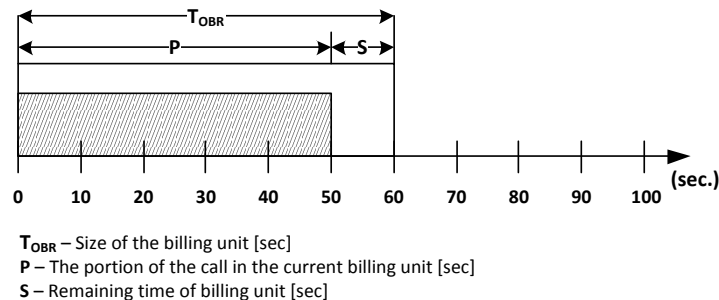 T_OBR
P S
0 10 20 30 40 50 60 70 80 90 100 (sec.)
T_OBR – Size of the billing unit [sec]
P – The portion of the call in the current billing unit [sec]
S – Remaining time of billing unit [sec]